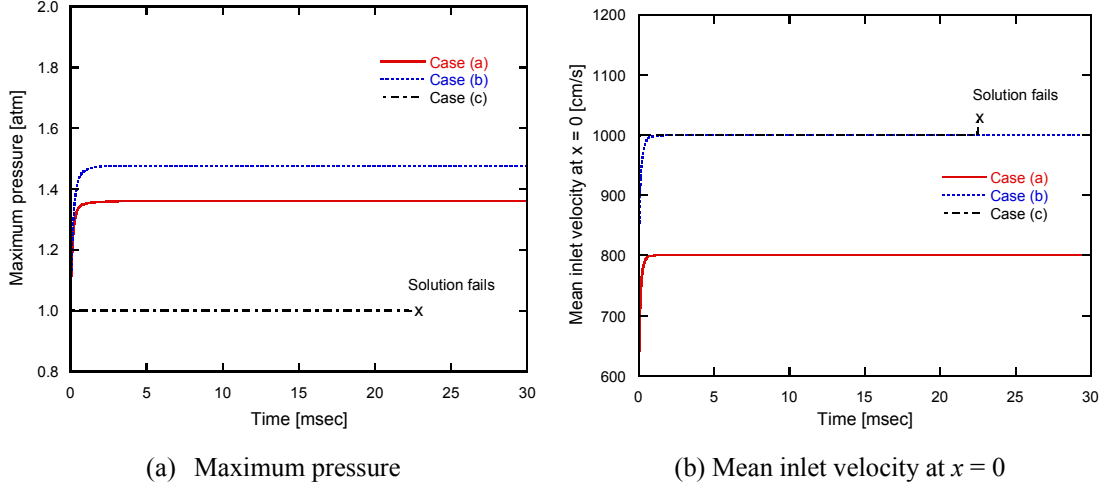 2.0
1.8
1.6
1.4
1.2
1.0
0.8
Maximum pressure [atm]
Case (a)
Case (b)
Case (c)
Solution fails
x
0 5 10 15 20 25 30
Time [msec]
(a) Maximum pressure
1200
1100
1000
900
800
700
600
Mean inlet velocity at x = 0 [cm/s]
Solution fails
x
Case (a)
Case (b)
Case (c)
0 5 10 15 20 25 30
Time [msec]
(b) Mean inlet velocity at x = 0